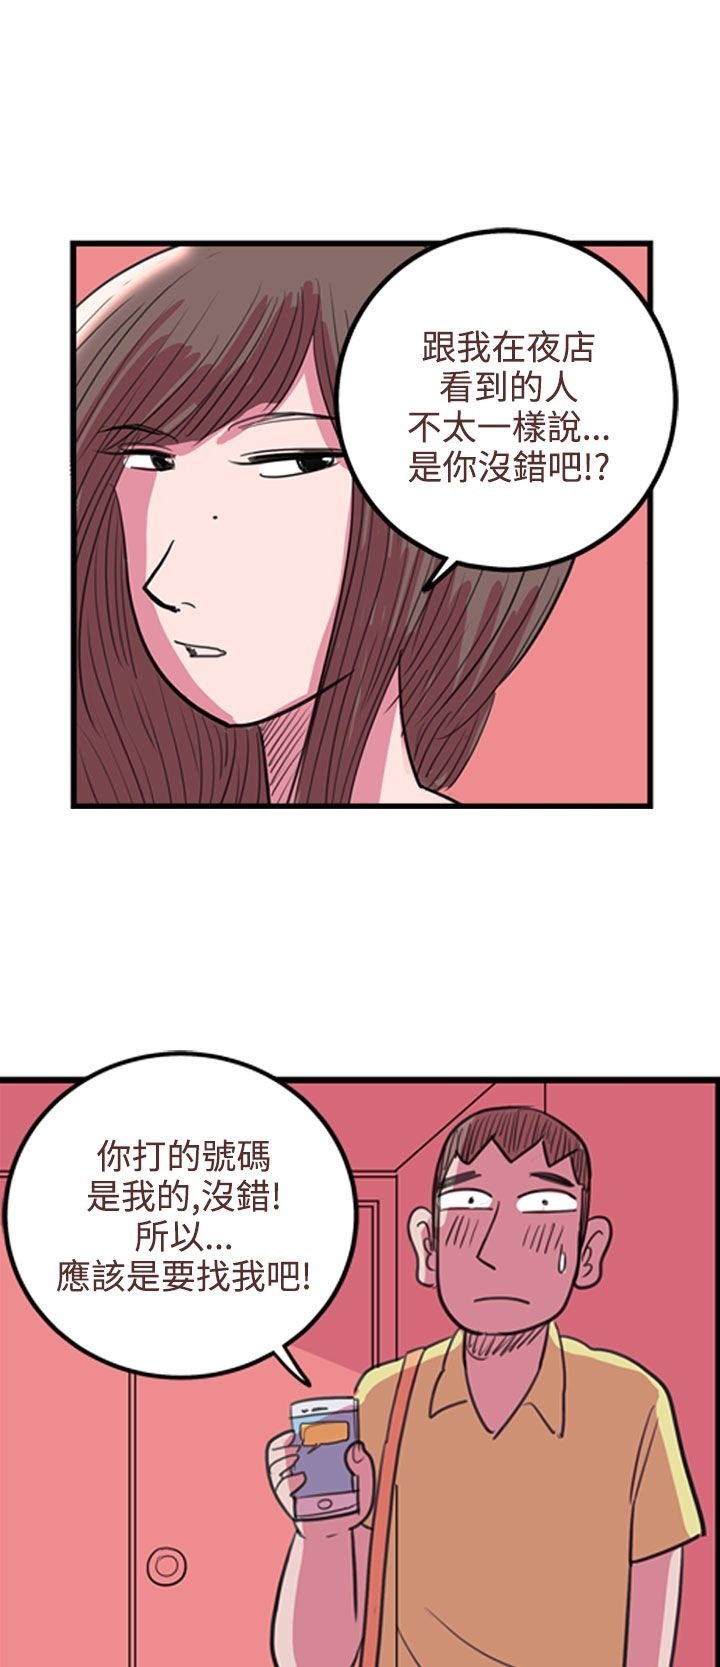 跟我在夜店
看到的人
不太一樣說...
是你沒錯吧!?
你打的號碼
是我的,沒錯!
所以...
應該是要找我吧!